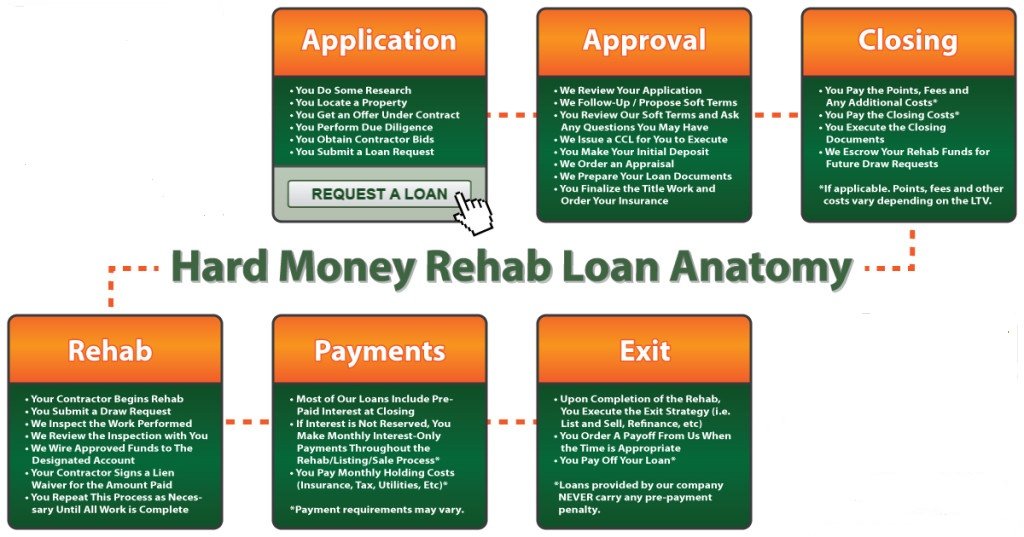 Application
• You Do Some Research
• You Locate a Property
• You Get an Offer Under Contract
• You Perform Due Diligence
• You Obtain Contractor Bids
• You Submit a Loan Request
REQUEST A LOAN
Approval
• We Review Your Application
• We Follow-Up / Propose Soft Terms
• You Review Our Soft Terms and Ask
Any Questions You May Have
• We Issue a CCL for You to Execute
• You Make Your Initial Deposit
• We Order an Appraisal
• We Prepare Your Loan Documents
• You Finalize the Title Work and
Order Your Insurance
Closing
• You Pay the Points, Fees and
Any Additional Costs*
• You Pay the Closing Costs*
• You Execute the Closing
Documents
• We Escrow Your Rehab Funds for
Future Draw Requests
*If applicable. Points, fees and other
costs vary depending on the LTV.
Hard Money Rehab Loan Anatomy
Rehab
• Your Contractor Begins Rehab
• You Submit a Draw Request
• We Inspect the Work Performed
• We Review the Inspection with You
• We Wire Approved Funds to The
Designated Account
• Your Contractor Signs a Lien
Waiver for the Amount Paid
• You Repeat This Process as Neces-
sary Until All Work is Complete
Payments
• Most of Our Loans Include Pre-
Paid Interest at Closing
• If Interest is Not Reserved, You
Make Monthly Interest-Only
Payments Throughout the
Rehab/Listing/Sale Process*
• You Pay Monthly Holding Costs
(Insurance, Tax, Utilities, Etc)*
*Payment requirements may vary.
Exit
• Upon Completion of the Rehab,
You Execute the Exit Strategy (i.e.
List and Sell, Refinance, etc)
• You Order A Payoff From Us When
the Time is Appropriate
• You Pay Off Your Loan*
*Loans provided by our company
NEVER carry any pre-payment
penalty.